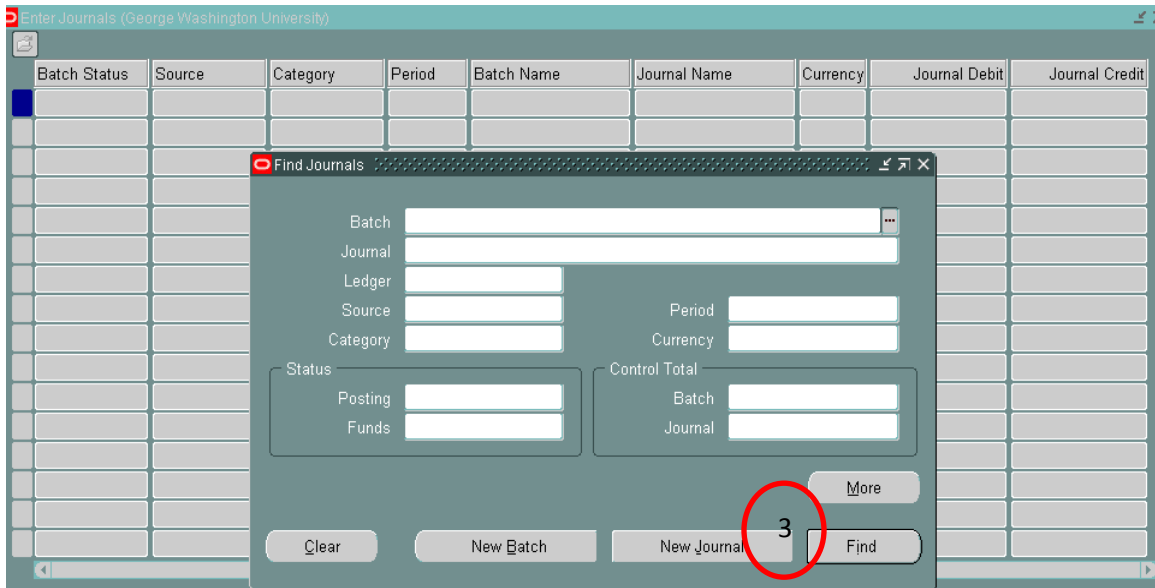 Enter Journals (George Washington University)
Batch Status Source Category Period Batch Name Journal Name Currency Journal Debit Journal Credit
Find Journals
Batch
Journal
Ledger
Source Period
Category Currency
Status Control Total
Posting Batch
Funds Journal
More
3
Clear New Batch New Journal Find